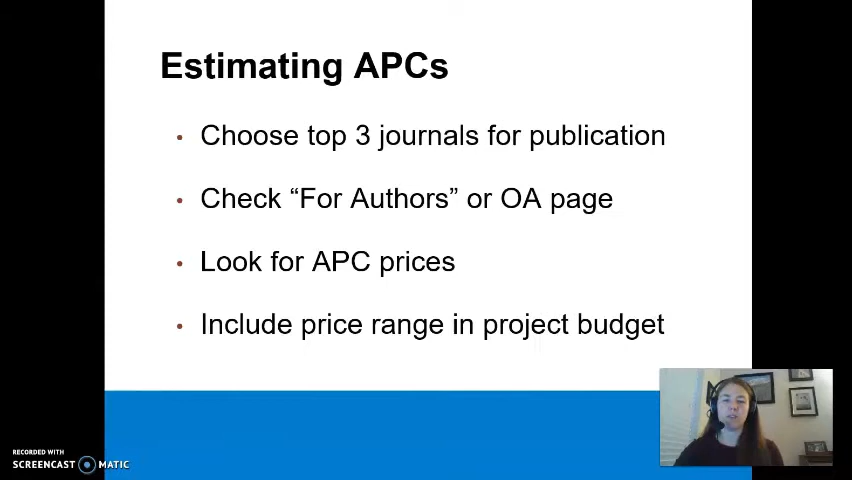 Estimating APCs
• Choose top 3 journals for publication
• Check “For Authors” or OA page
• Look for APC prices
• Include price range in project budget
RECORDED WITH
SCREENCAST MATIC